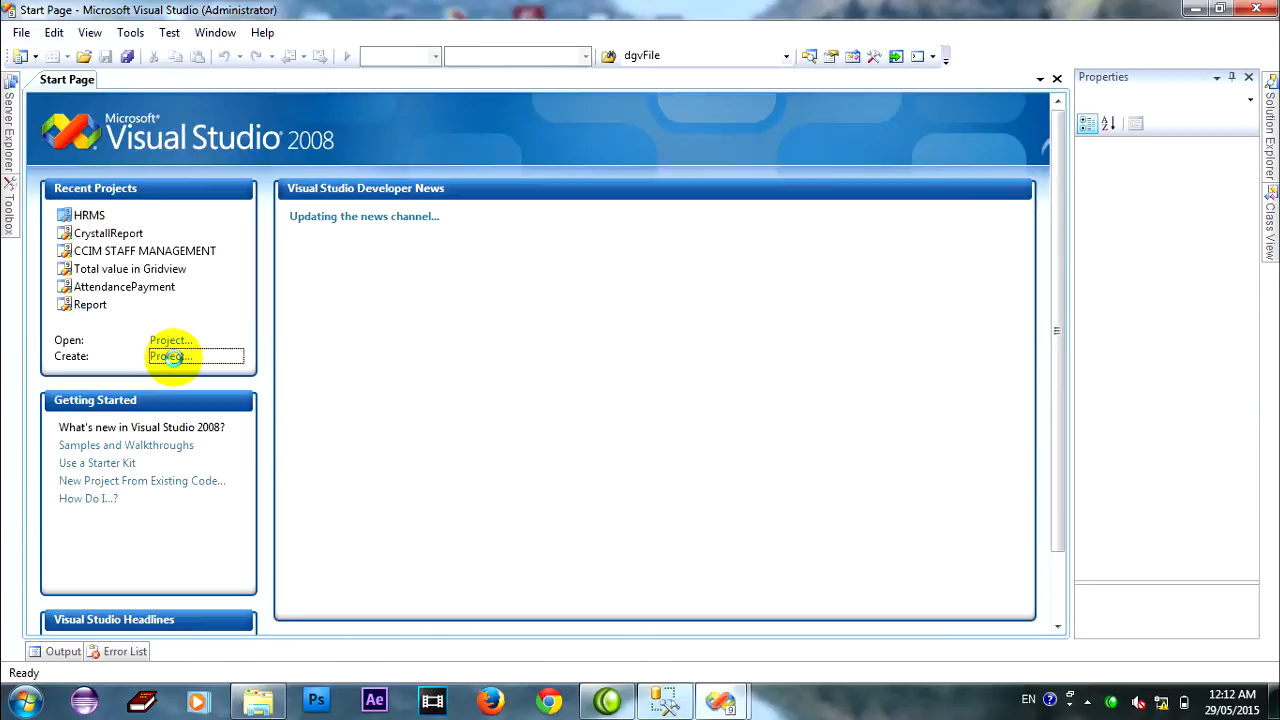 Start Page - Microsoft Visual Studio (Administrator)
File Edit View Tools Test Window Help
dgvFile
Server Explorer
Toolbox
Start Page
Microsoft
Visual Studio 2008
Recent Projects
HRMS
CrystallReport
CCIM STAFF MANAGEMENT
Total value in Gridview
AttendancePayment
Report
Open: Project...
Create: Project...
Getting Started
What's new in Visual Studio 2008?
Samples and Walkthroughs
Use a Starter Kit
New Project From Existing Code...
How Do I...?
Visual Studio Headlines
Visual Studio Developer News
Updating the news channel...
Properties
Solution Explorer
Class View
Output Error List
Ready
Ps
Ae
9
EN
12:12 AM
29/05/2015